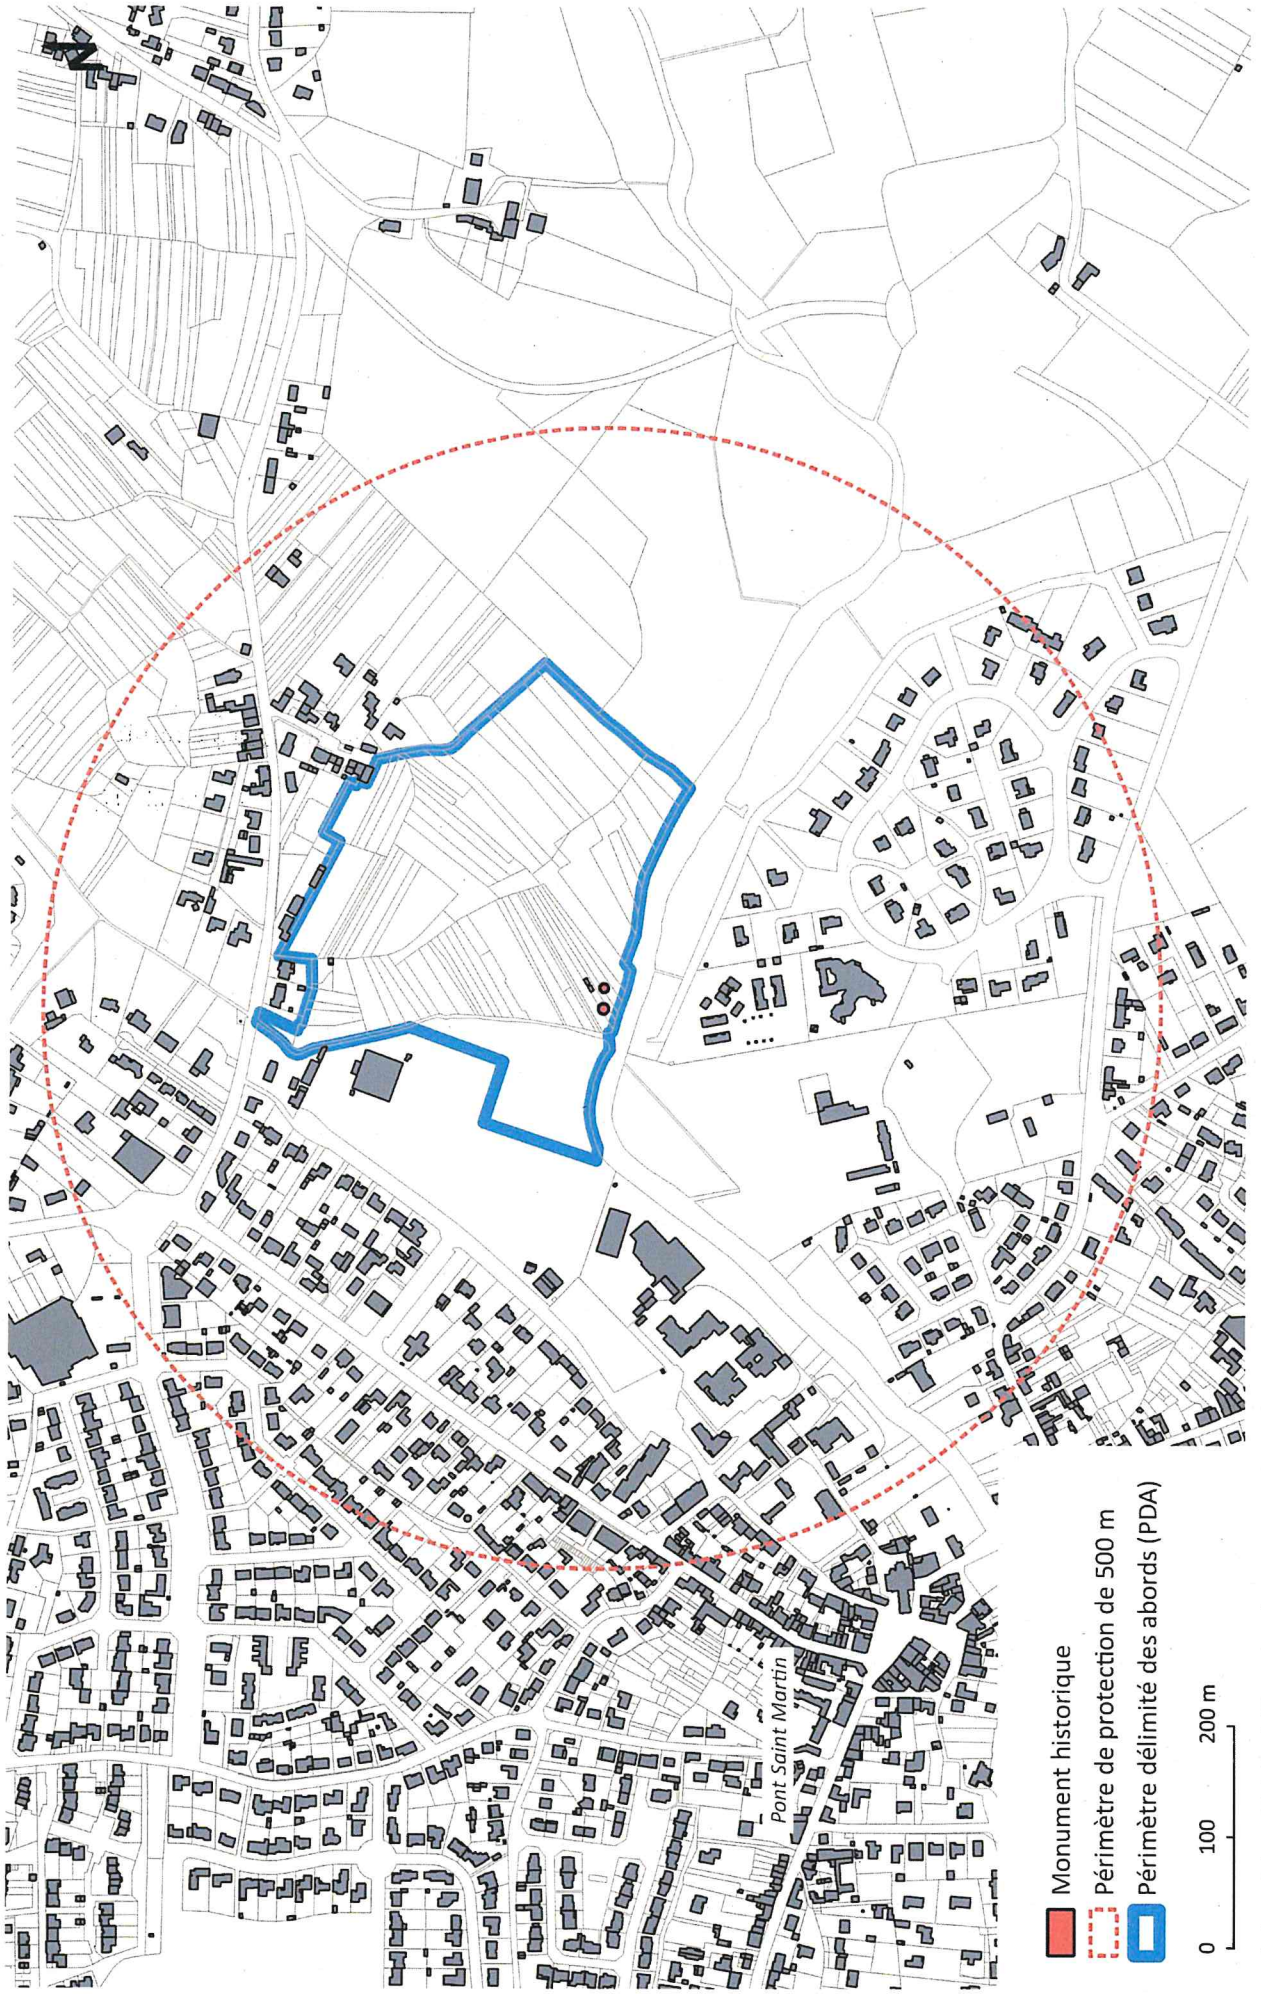 N
Pont Saint Martin
Monument historique
Périmètre de protection de 500 m
Périmètre délimité des abords (PDA)
0 100 200 m